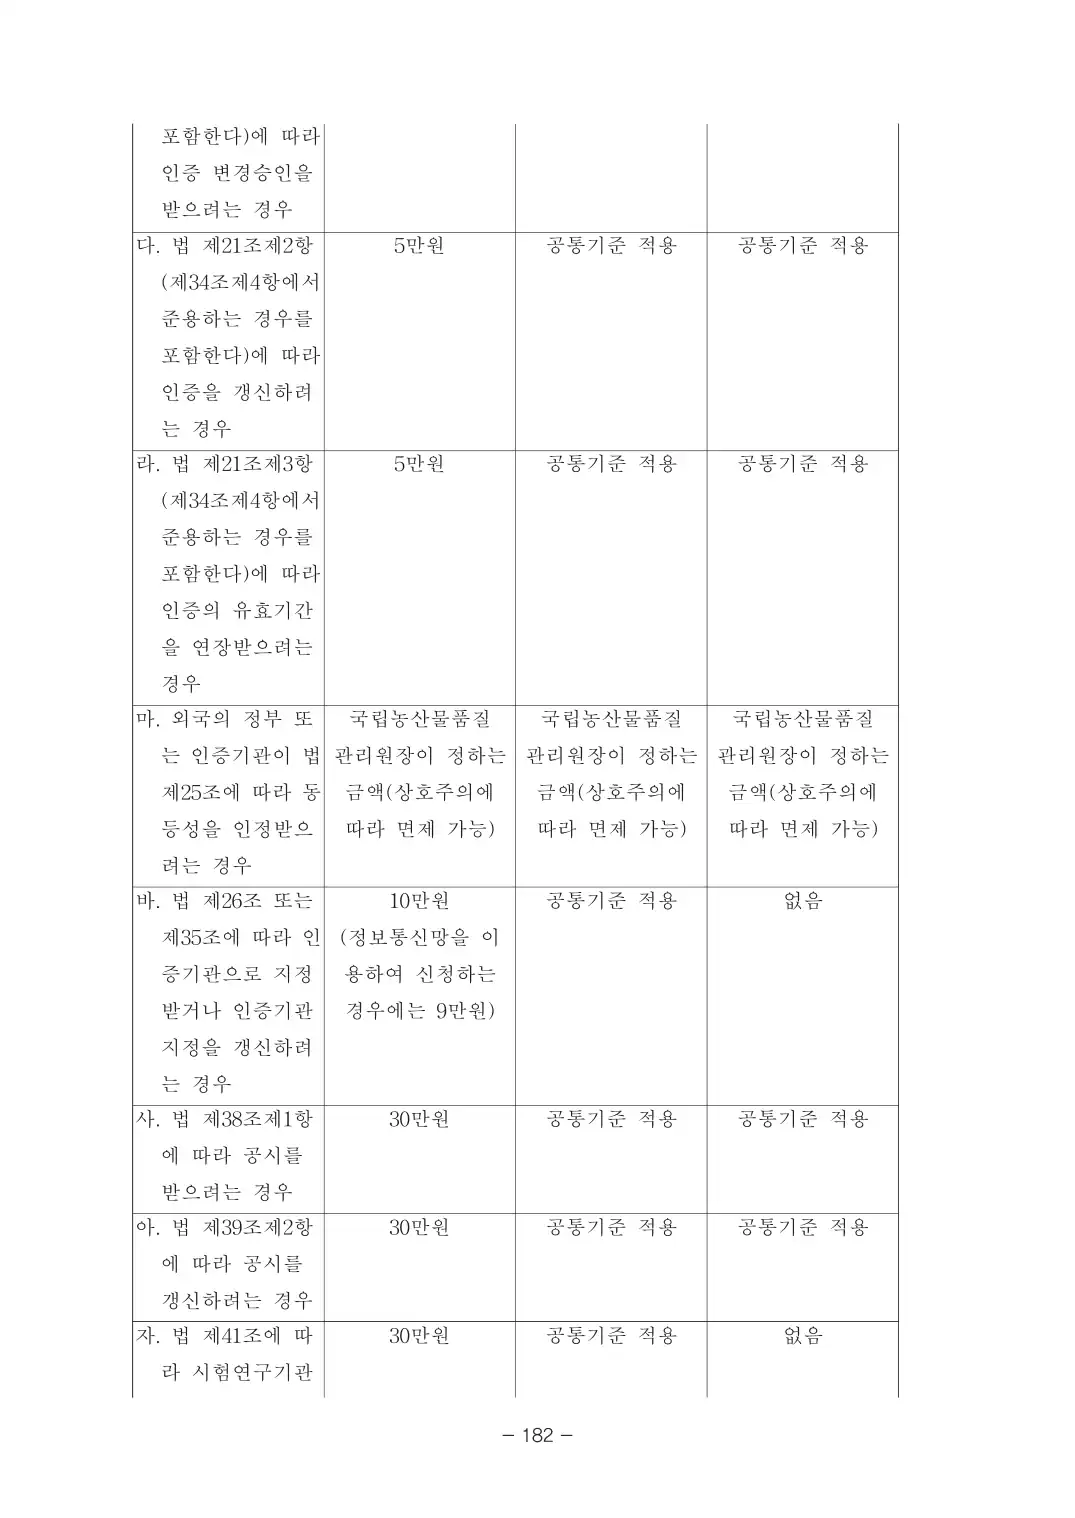 포함한다)에 따라
인증 변경승인을
받으려는 경우
다. 법 제21조제2항
(제34조제4항에서
준용하는 경우를
포함한다)에 따라
인증을 갱신하려
는 경우
5만원
공통기준 적용
공통기준 적용
라. 법 제21조제3항
(제34조제4항에서
준용하는 경우를
포함한다)에 따라
인증의 유효기간
을 연장받으려는
경우
5만원
공통기준 적용
공통기준 적용
마. 외국의 정부 또
는 인증기관이 법
제25조에 따라 동
등성을 인정받으
려는 경우
국립농산물품질
관리원장이 정하는
금액(상호주의에
따라 면제 가능)
국립농산물품질
관리원장이 정하는
금액(상호주의에
따라 면제 가능)
국립농산물품질
관리원장이 정하는
금액(상호주의에
따라 면제 가능)
바. 법 제26조 또는
제35조에 따라 인
증기관으로 지정
받거나 인증기관
지정을 갱신하려
는 경우
10만원
(정보통신망을 이
용하여 신청하는
경우에는 9만원)
공통기준 적용
없음
사. 법 제38조제1항
에 따라 공시를
받으려는 경우
30만원
공통기준 적용
공통기준 적용
아. 법 제39조제2항
에 따라 공시를
갱신하려는 경우
30만원
공통기준 적용
공통기준 적용
자. 법 제41조에 따
라 시험연구기관
30만원
공통기준 적용
없음
- 182 -